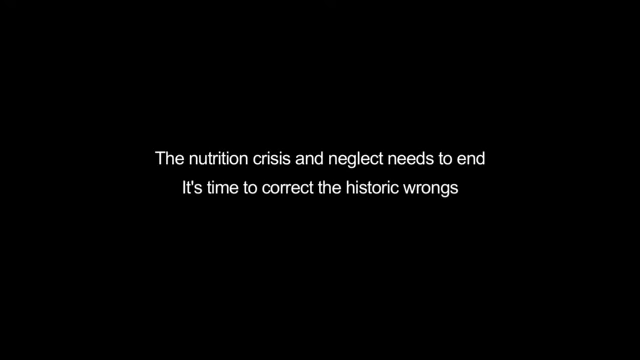 The nutrition crisis and neglect needs to end
It's time to correct the historic wrongs